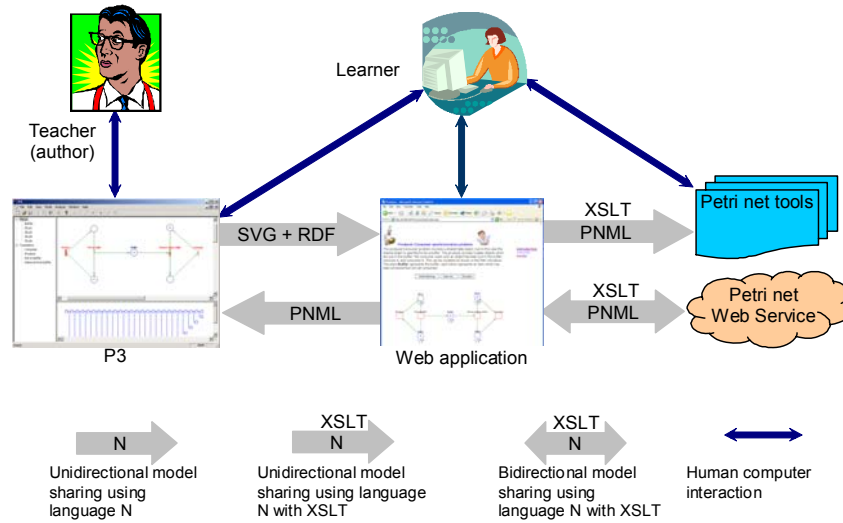 Learner
Teacher
(author)
SVG + RDF
XSLT
PNML
Petri net tools
PNML
XSLT
PNML
Petri net
Web Service
P3
Web application
N
XSLT
N
XSLT
N
Unidirectional model
sharing using
language N
Unidirectional model
sharing using language
N with XSLT
Bidirectional model
sharing using
language N with XSLT
Human computer
interaction